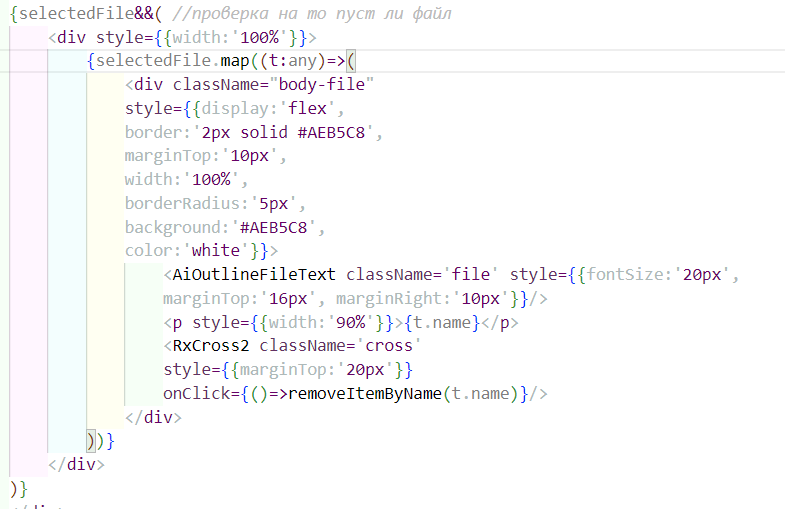 {selectedFile&&( //проверка на то пуст ли файл
<div style={{width:'100%'}}>
{selectedFile.map((t:any)=>(
<div className="body-file"
style={{display:'flex',
border:'2px solid #AEB5C8',
marginTop:'10px',
width:'100%',
borderRadius:'5px',
background:'#AEB5C8',
color:'white'}}>
<AiOutlineFileText className='file' style={{fontSize:'20px',
marginTop:'16px', marginRight:'10px'}}/>
<p style={{width:'90%'}}>{t.name}</p>
<RxCross2 className='cross'
style={{marginTop:'20px'}}
onClick={()=>removeItemByName(t.name)}/>
</div>
))}
</div>
)}